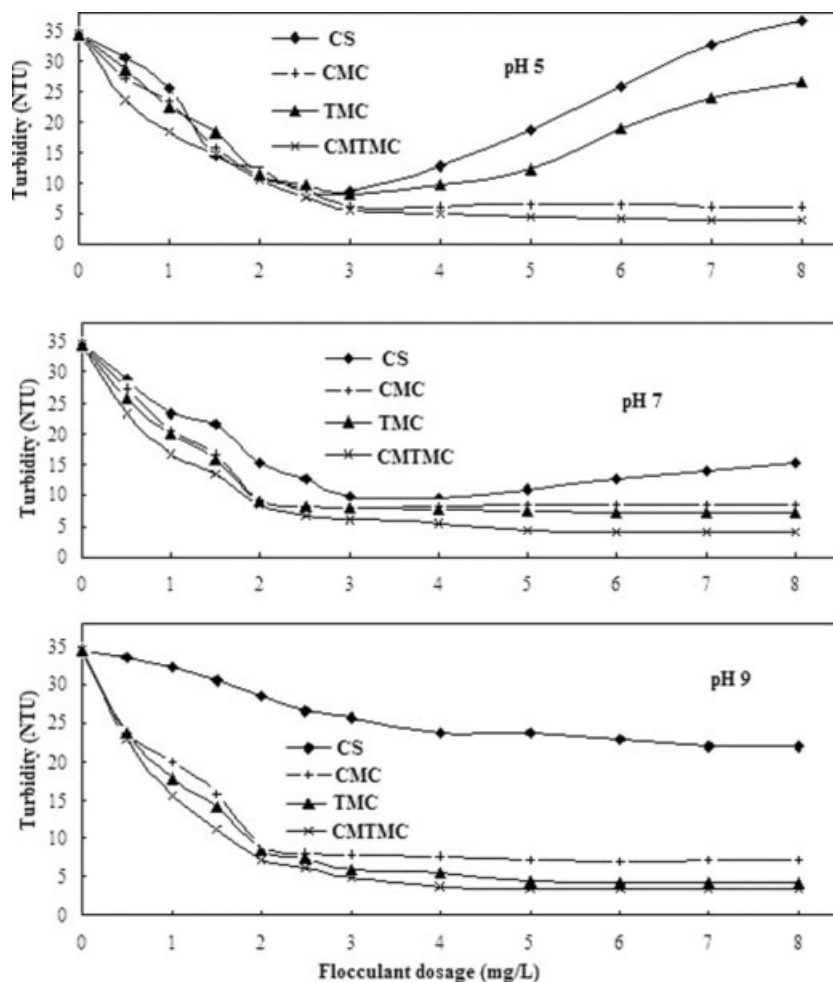 35
30
25
20
15
10
5
0
Turbidity (NTU)
CS
CMC
TMC
CMTMC
pH 5
0 1 2 3 4 5 6 7 8
35
30
25
20
15
10
5
0
Turbidity (NTU)
CS
CMC
TMC
CMTMC
pH 7
0 1 2 3 4 5 6 7 8
35
30
25
20
15
10
5
0
Turbidity (NTU)
pH 9
CS
CMC
TMC
CMTMC
0 1 2 3 4 5 6 7 8
Flocculant dosage (mg/L)